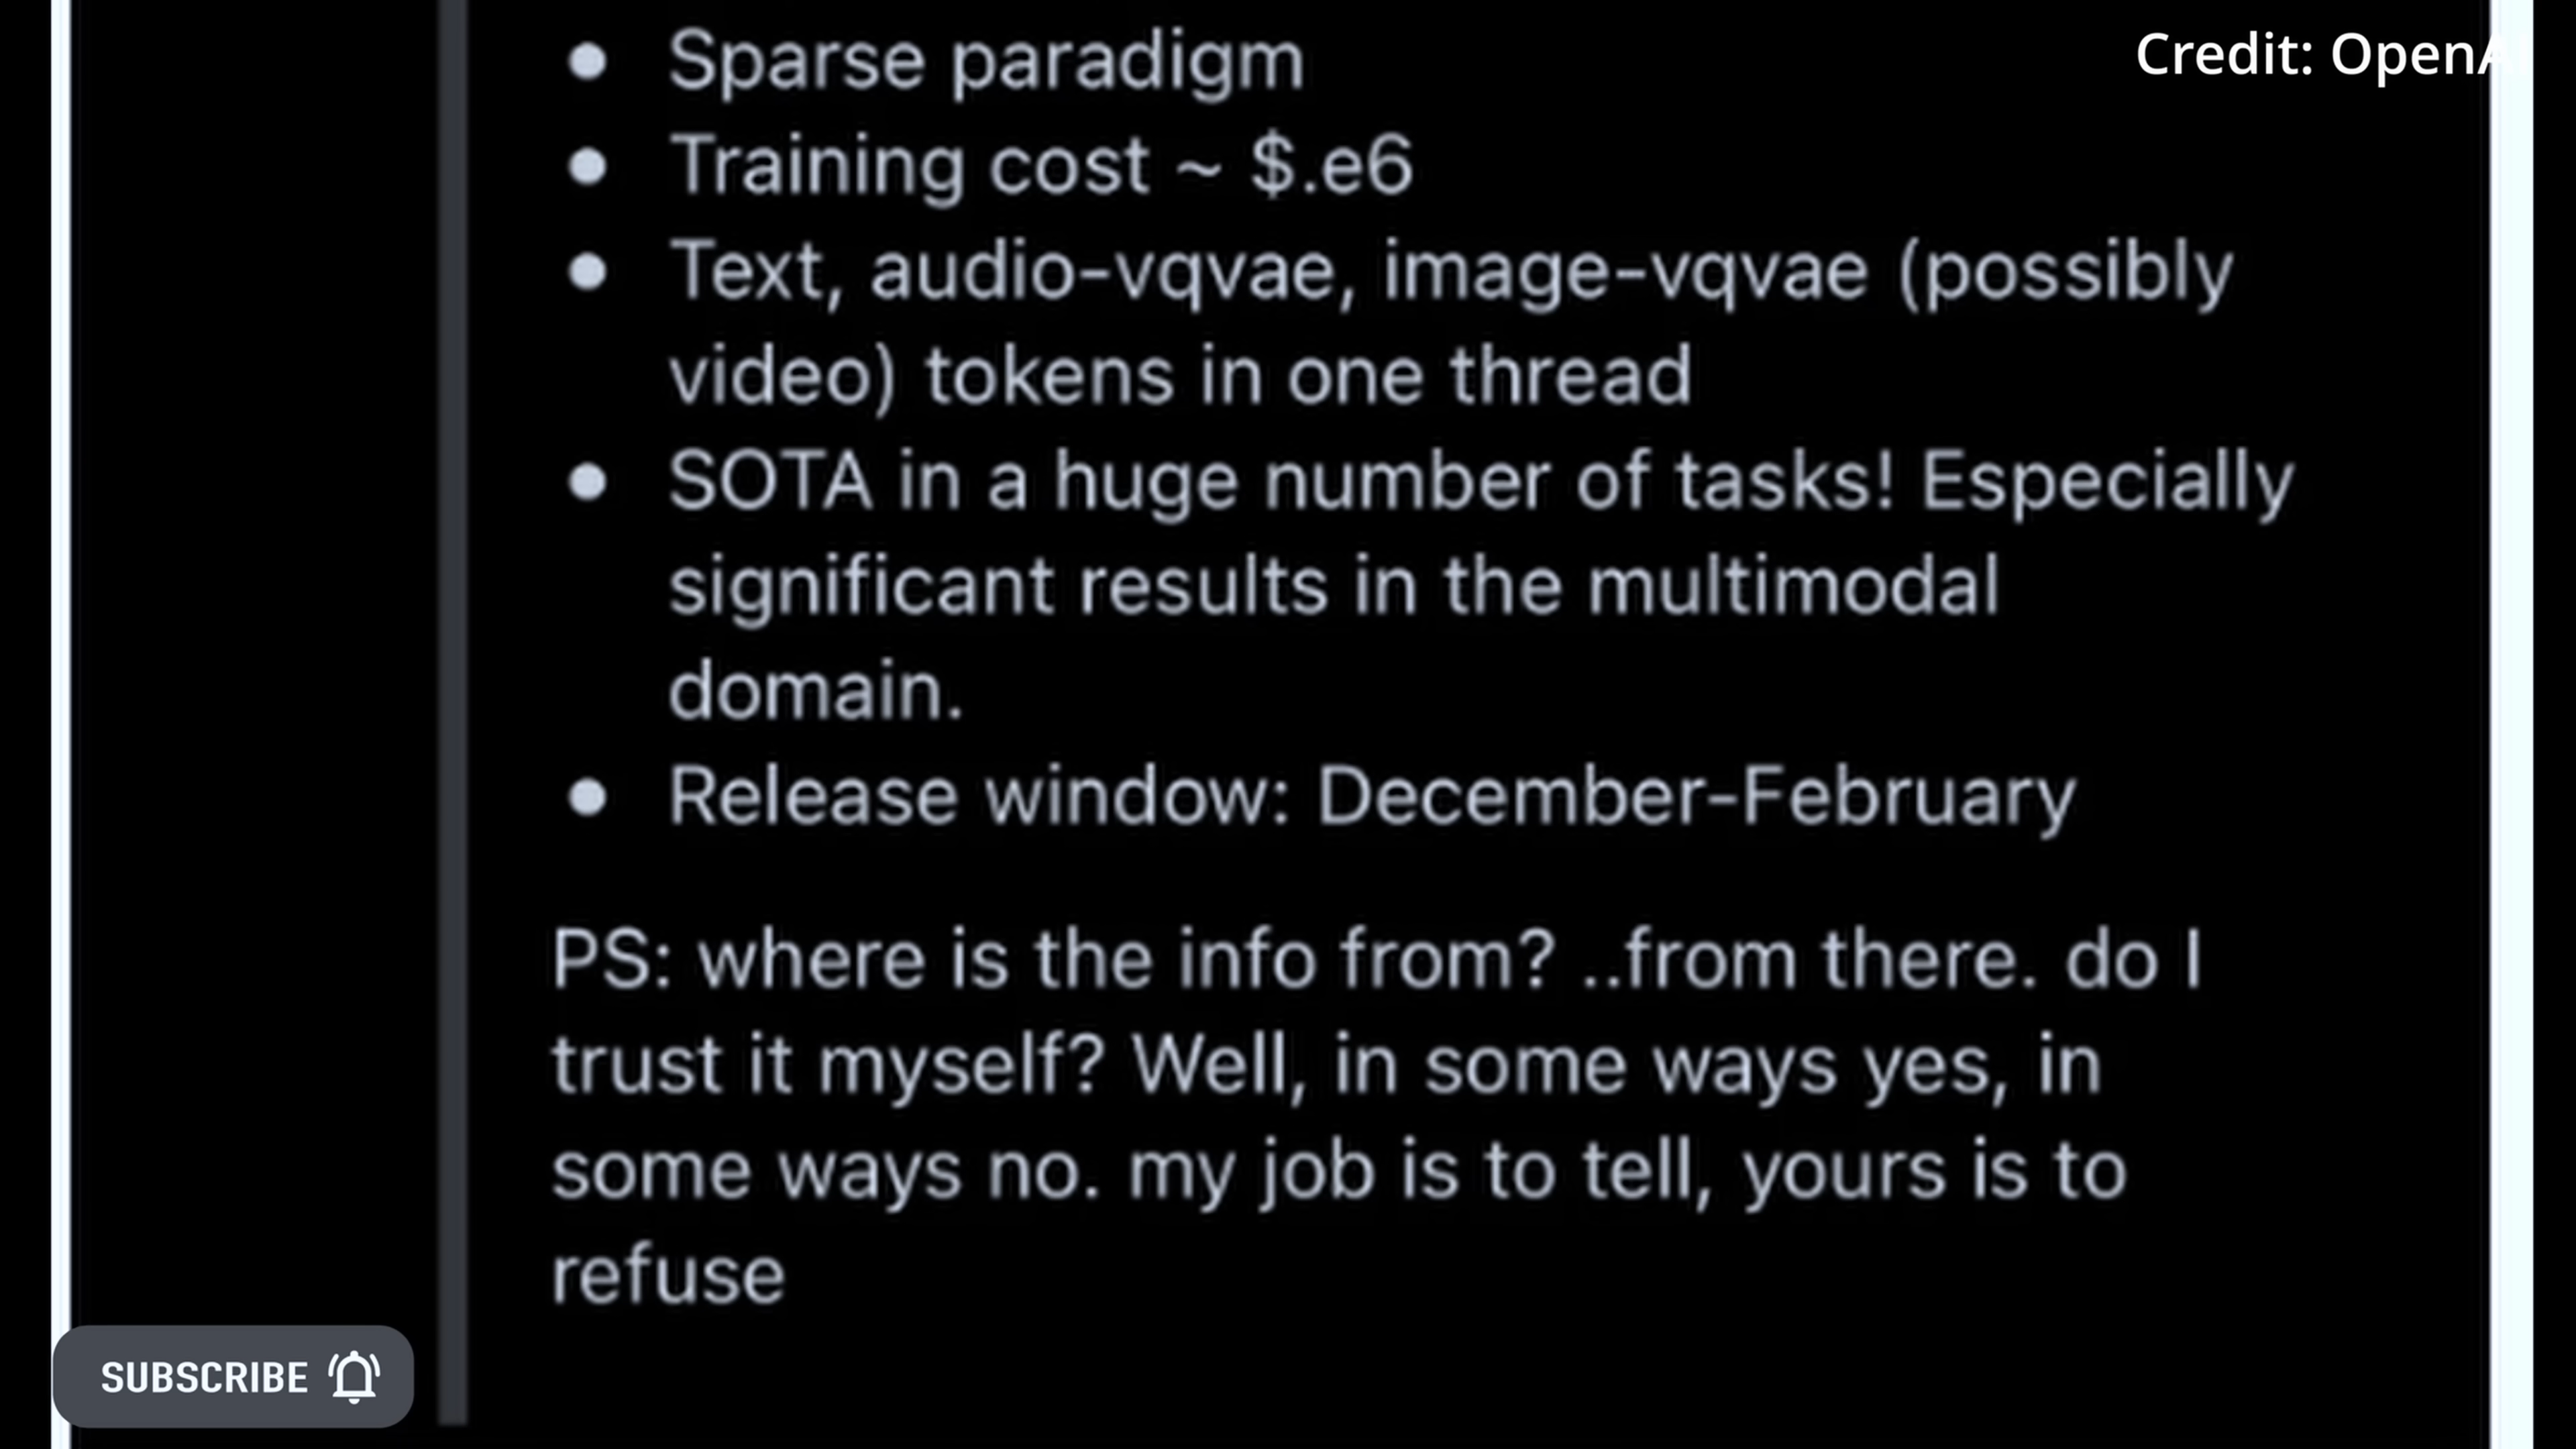 Credit: OpenA
Sparse paradigm
Training cost ~ $.e6
Text, audio-vqvae, image-vqvae (possibly
video) tokens in one thread
SOTA in a huge number of tasks! Especially
significant results in the multimodal
domain.
Release window: December-February
PS: where is the info from? ..from there. do I
trust it myself? Well, in some ways yes, in
some ways no. my job is to tell, yours is to
refuse
SUBSCRIBE